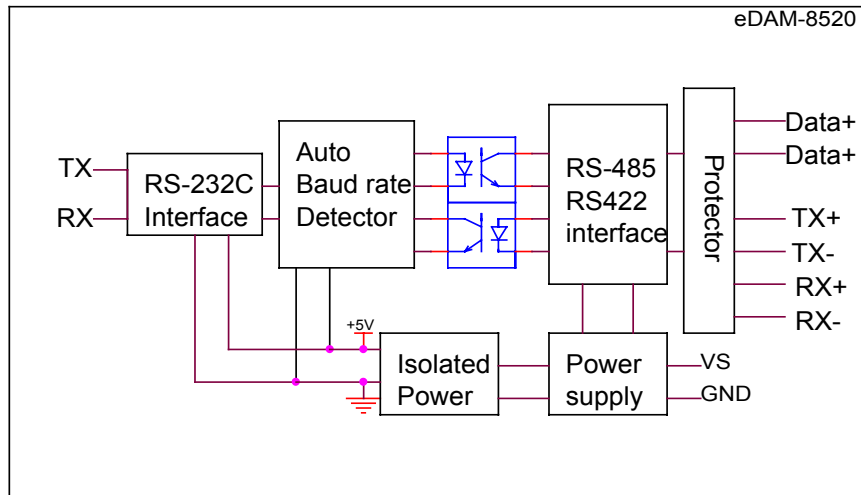 eDAM-8520
TX
RX
RS-232C
Interface
Auto
Baud rate
Detector
RS-485
RS422
interface
Protector
Data+
Data+
TX+
TX-
RX+
RX-
+5V
Isolated
Power
Power
supply
VS
GND